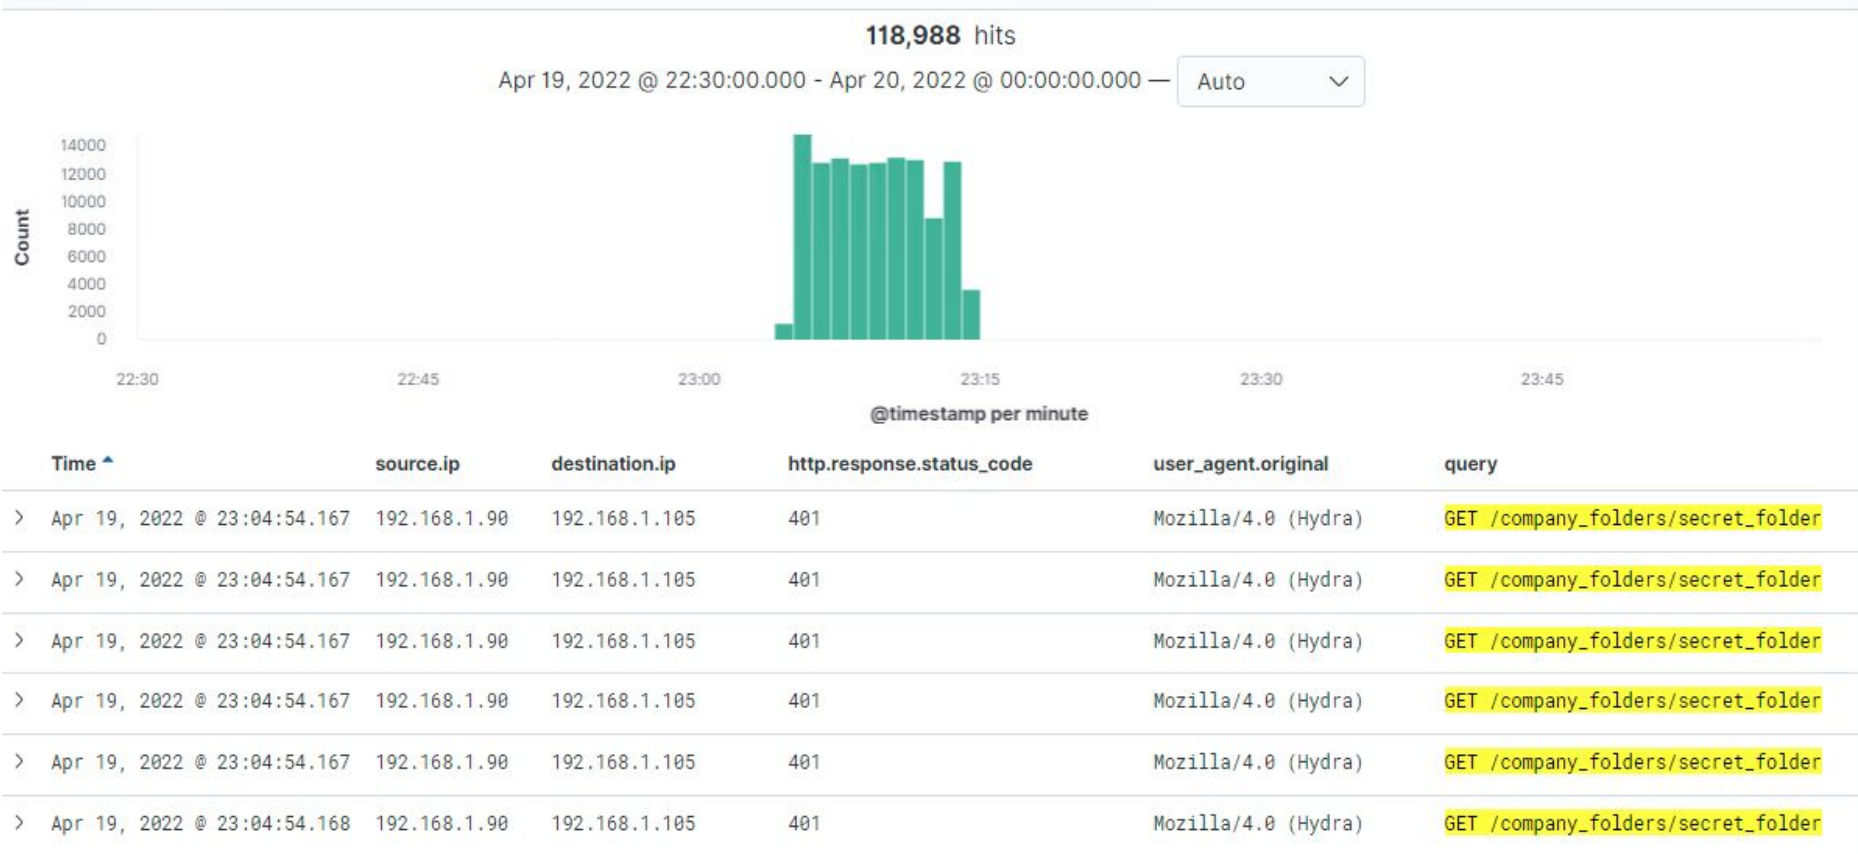 118,988 hits
Apr 19, 2022 @ 22:30:00.000 - Apr 20, 2022 @ 00:00:00.000 — Auto
14000
12000
10000
8000
6000
4000
2000
0
Count
22:30 22:45 23:00 23:15 23:30 23:45
@timestamp per minute
Time source.ip destination.ip http.response.status_code user_agent.original query
Apr 19, 2022 @ 23:04:54.167 192.168.1.90 192.168.1.105 401 Mozilla/4.0 (Hydra) GET /company_folders/secret_folder
Apr 19, 2022 @ 23:04:54.167 192.168.1.90 192.168.1.105 401 Mozilla/4.0 (Hydra) GET /company_folders/secret_folder
Apr 19, 2022 @ 23:04:54.167 192.168.1.90 192.168.1.105 401 Mozilla/4.0 (Hydra) GET /company_folders/secret_folder
Apr 19, 2022 @ 23:04:54.167 192.168.1.90 192.168.1.105 401 Mozilla/4.0 (Hydra) GET /company_folders/secret_folder
Apr 19, 2022 @ 23:04:54.167 192.168.1.90 192.168.1.105 401 Mozilla/4.0 (Hydra) GET /company_folders/secret_folder
Apr 19, 2022 @ 23:04:54.168 192.168.1.90 192.168.1.105 401 Mozilla/4.0 (Hydra) GET /company_folders/secret_folder